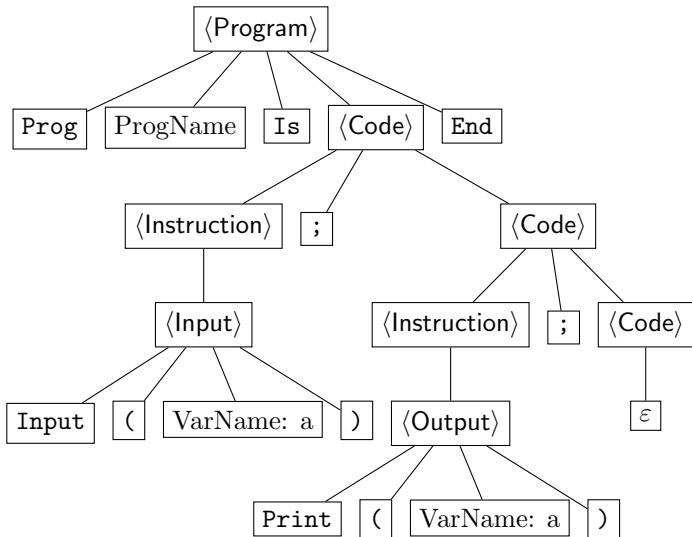 ⟨Program⟩
Prog ProgName Is ⟨Code⟩ End
⟨Instruction⟩ ; ⟨Code⟩
⟨Input⟩ ⟨Instruction⟩ ; ⟨Code⟩
Input ( VarName: a ) ⟨Output⟩ ε
Print ( VarName: a )